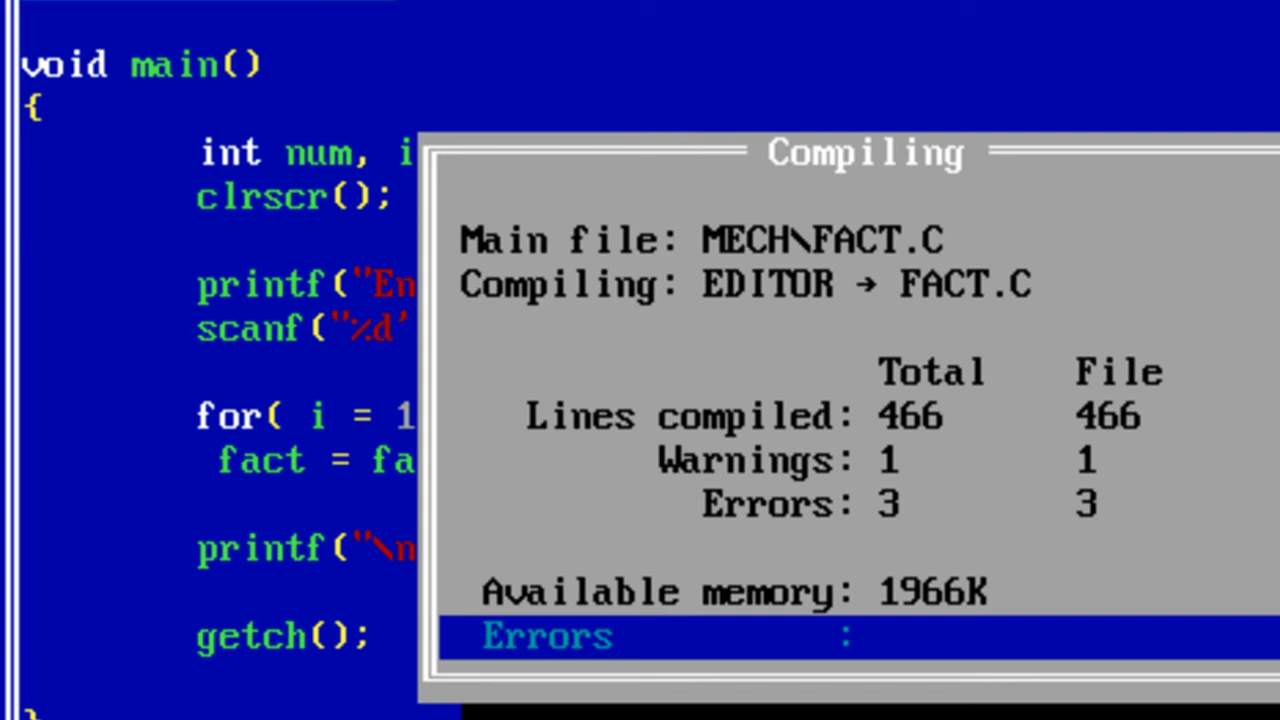 void main()
{
int num, i
clrscr();
printf("En
scanf("%d'
for( i = 1
fact = fa
printf("\n
getch();
}
Compiling
Main file: MECH\FACT.C
Compiling: EDITOR → FACT.C
Total File
Lines compiled: 466 466
Warnings: 1 1
Errors: 3 3
Available memory: 1966K
Errors :